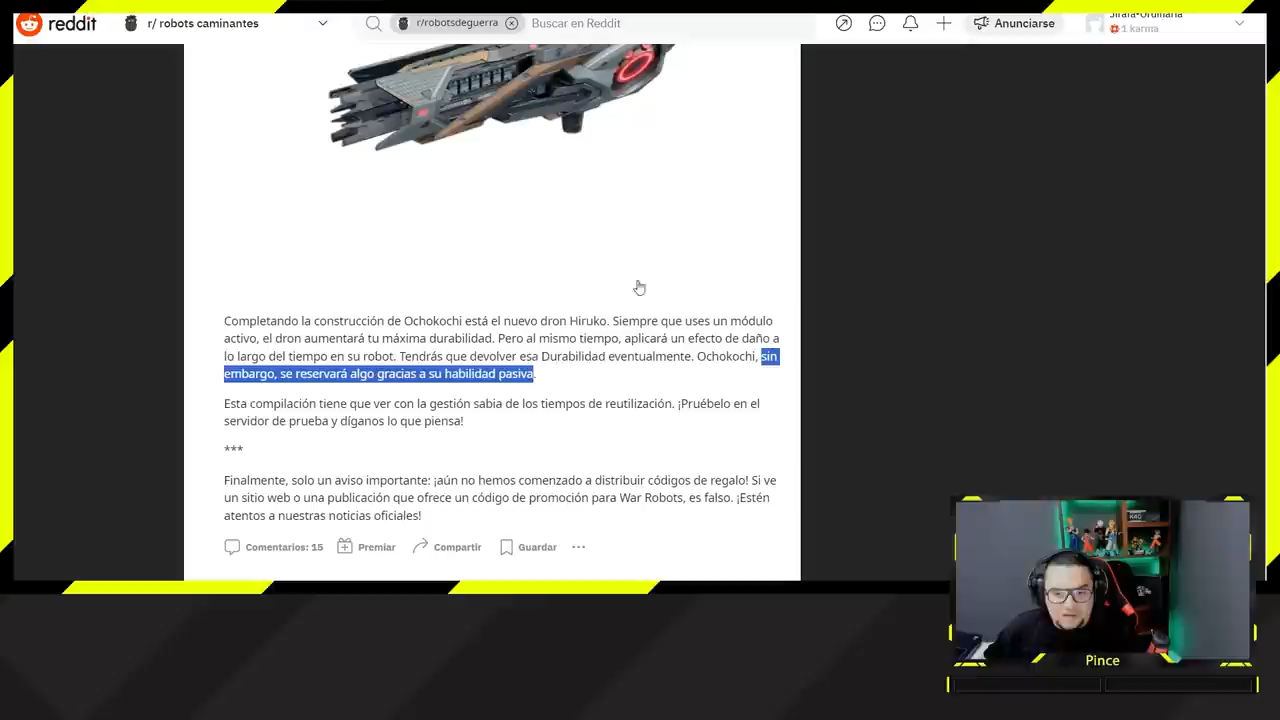 reddit
r/ robots caminantes
r/robotsdeguerra
Buscar en Reddit
Anunciarse
1 karma
Completando la construcción de Ochokochi está el nuevo dron Hiruko. Siempre que uses un módulo
activo, el dron aumentará tu máxima durabilidad. Pero al mismo tiempo, aplicará un efecto de daño a
lo largo del tiempo en su robot. Tendrás que devolver esa Durabilidad eventualmente. Ochokochi, sin
embargo, se reservará algo gracias a su habilidad pasiva.
Esta compilación tiene que ver con la gestión sabia de los tiempos de reutilización. ¡Pruébelo en el
servidor de prueba y díganos lo que piensa!
***
Finalmente, solo un aviso importante: ¡aún no hemos comenzado a distribuir códigos de regalo! Si ve
un sitio web o una publicación que ofrece un código de promoción para War Robots, es falso. ¡Estén
atentos a nuestras noticias oficiales!
Comentarios: 15
Premiar
Compartir
Guardar
Pince